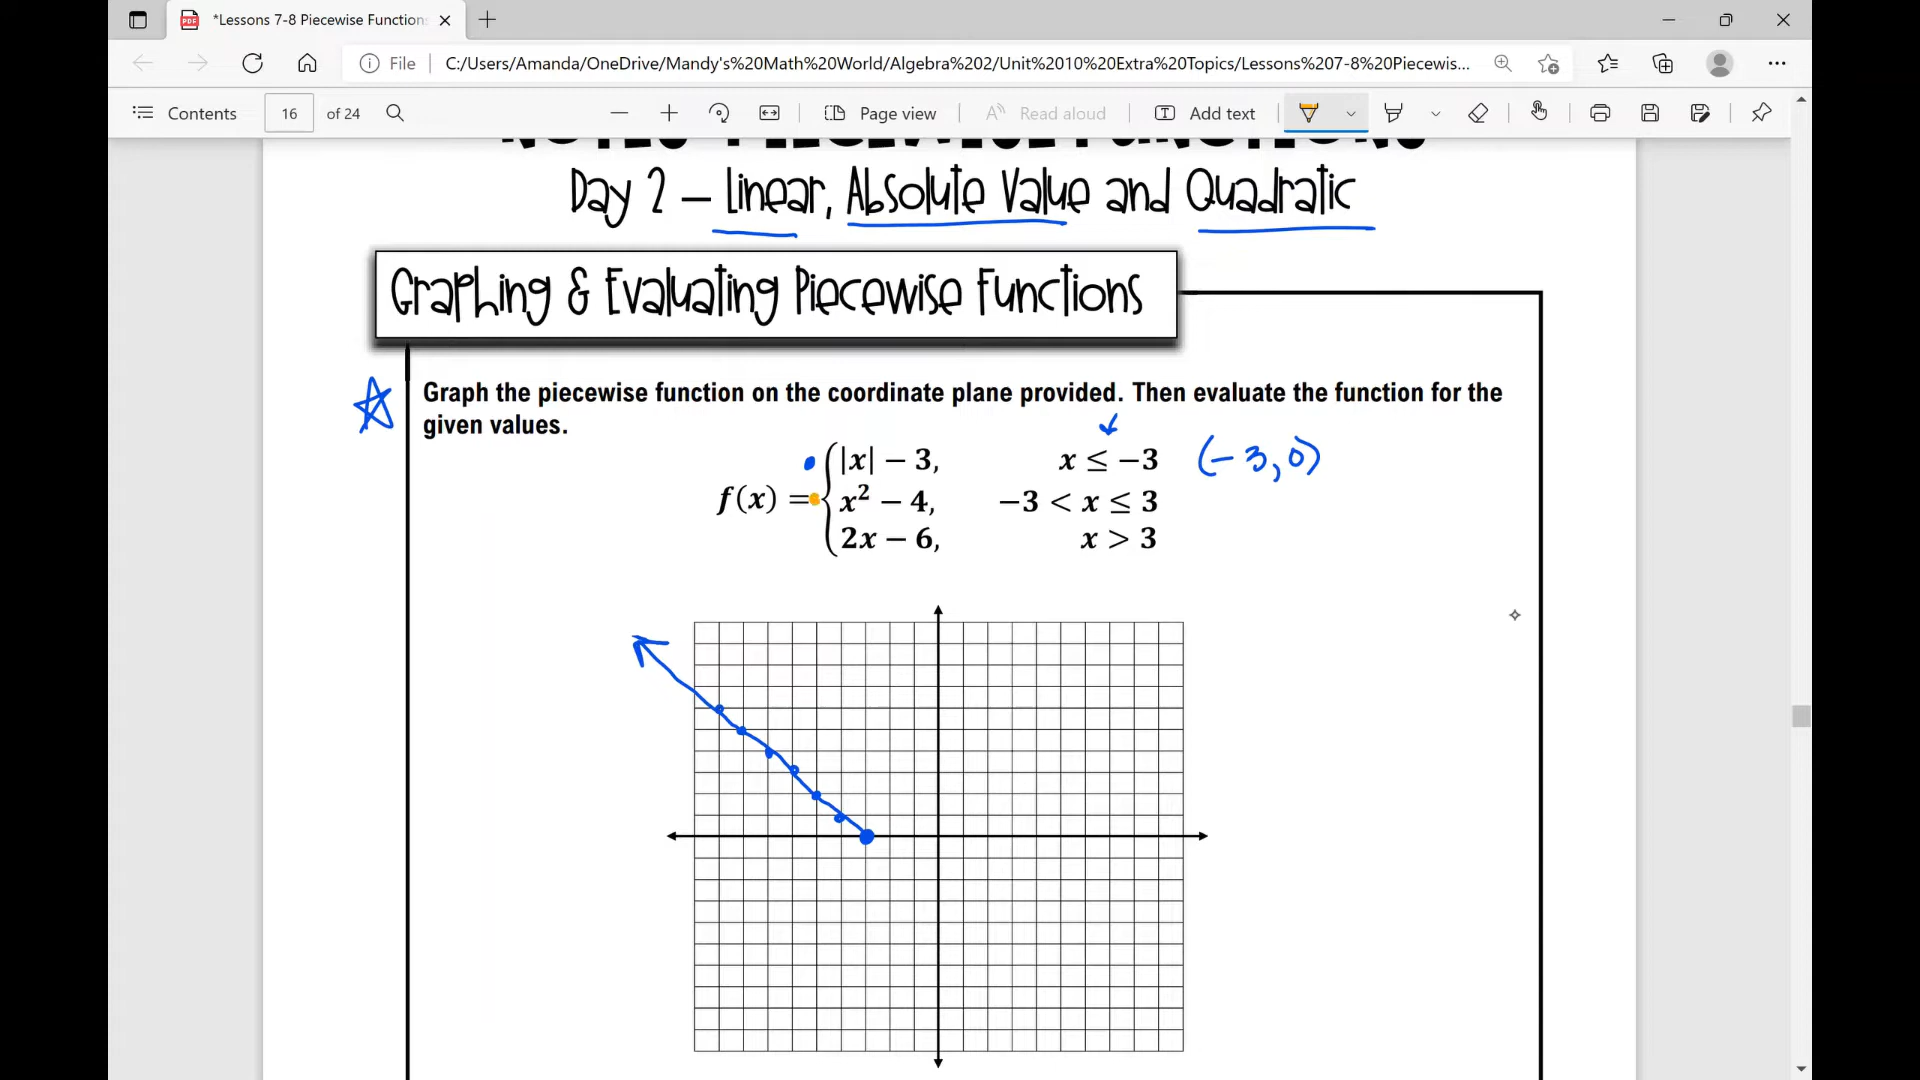 *Lessons 7-8 Piecewise Function
File C:/Users/Amanda/OneDrive/Mandy's%20Math%20World/Algebra%202/Unit%2010%20Extra%20Topics/Lessons%207-8%20Piecewis...
Contents 16 of 24 Page view Read aloud Add text
NOTES PIECEWISE FUNCTIONS
Day 2 – Linear, Absolute Value and Quadratic
Graphing & Evaluating Piecewise Functions
Graph the piecewise function on the coordinate plane provided. Then evaluate the function for the
given values.
|x| − 3, x ≤ −3 (−3, 0)
f(x) = x² − 4, −3 < x ≤ 3
2x − 6, x > 3